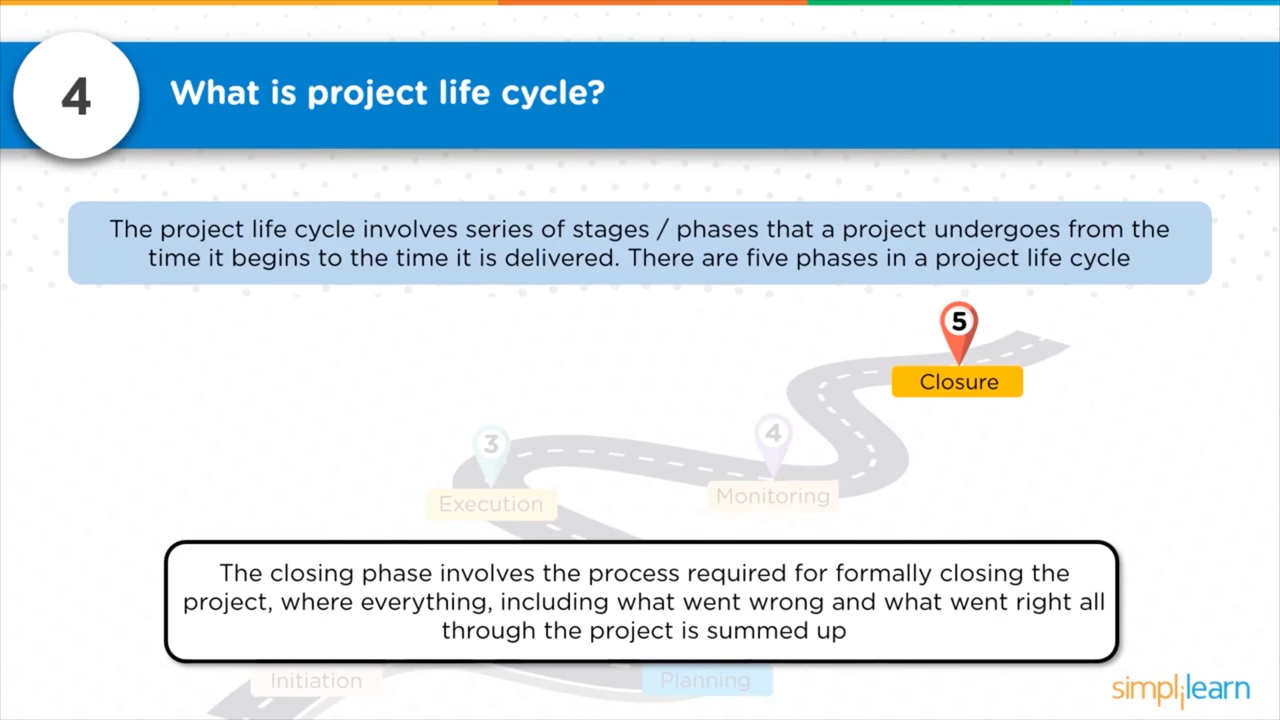 4
What is project life cycle?
The project life cycle involves series of stages / phases that a project undergoes from the
time it begins to the time it is delivered. There are five phases in a project life cycle
5
Closure
3
4
Execution
Monitoring
The closing phase involves the process required for formally closing the
project, where everything, including what went wrong and what went right all
through the project is summed up
Initiation
Planning
simplilearn